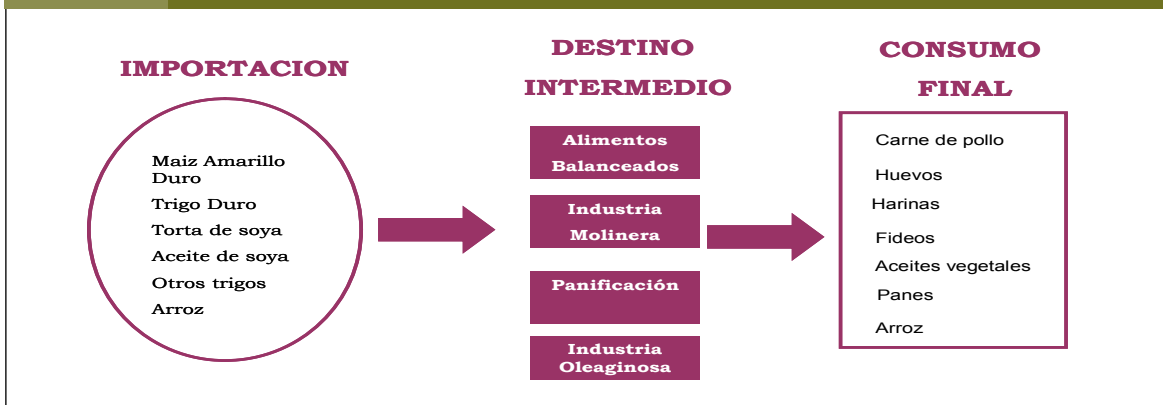 IMPORTACION
Maiz Amarillo
Duro
Trigo Duro
Torta de soya
Aceite de soya
Otros trigos
Arroz
DESTINO
INTERMEDIO
Alimentos
Balanceados
Industria
Molinera
Panificación
Industria
Oleaginosa
CONSUMO
FINAL
Carne de pollo
Huevos
Harinas
Fideos
Aceites vegetales
Panes
Arroz